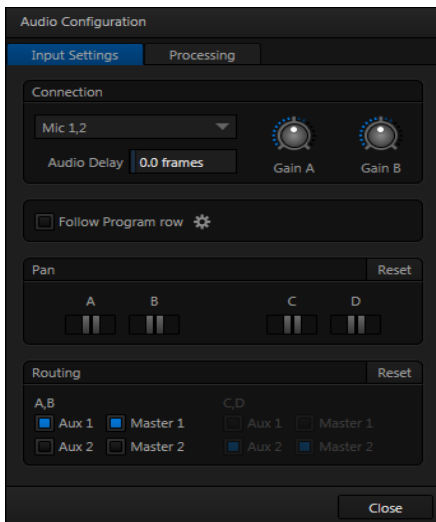 Audio Configuration
Input Settings Processing
Connection
Mic 1,2
Audio Delay 0.0 frames
Gain A Gain B
Follow Program row
Pan Reset
A B C D
Routing Reset
A,B C,D
Aux 1 Master 1 Aux 1 Master 1
Aux 2 Master 2 Aux 2 Master 2
Close